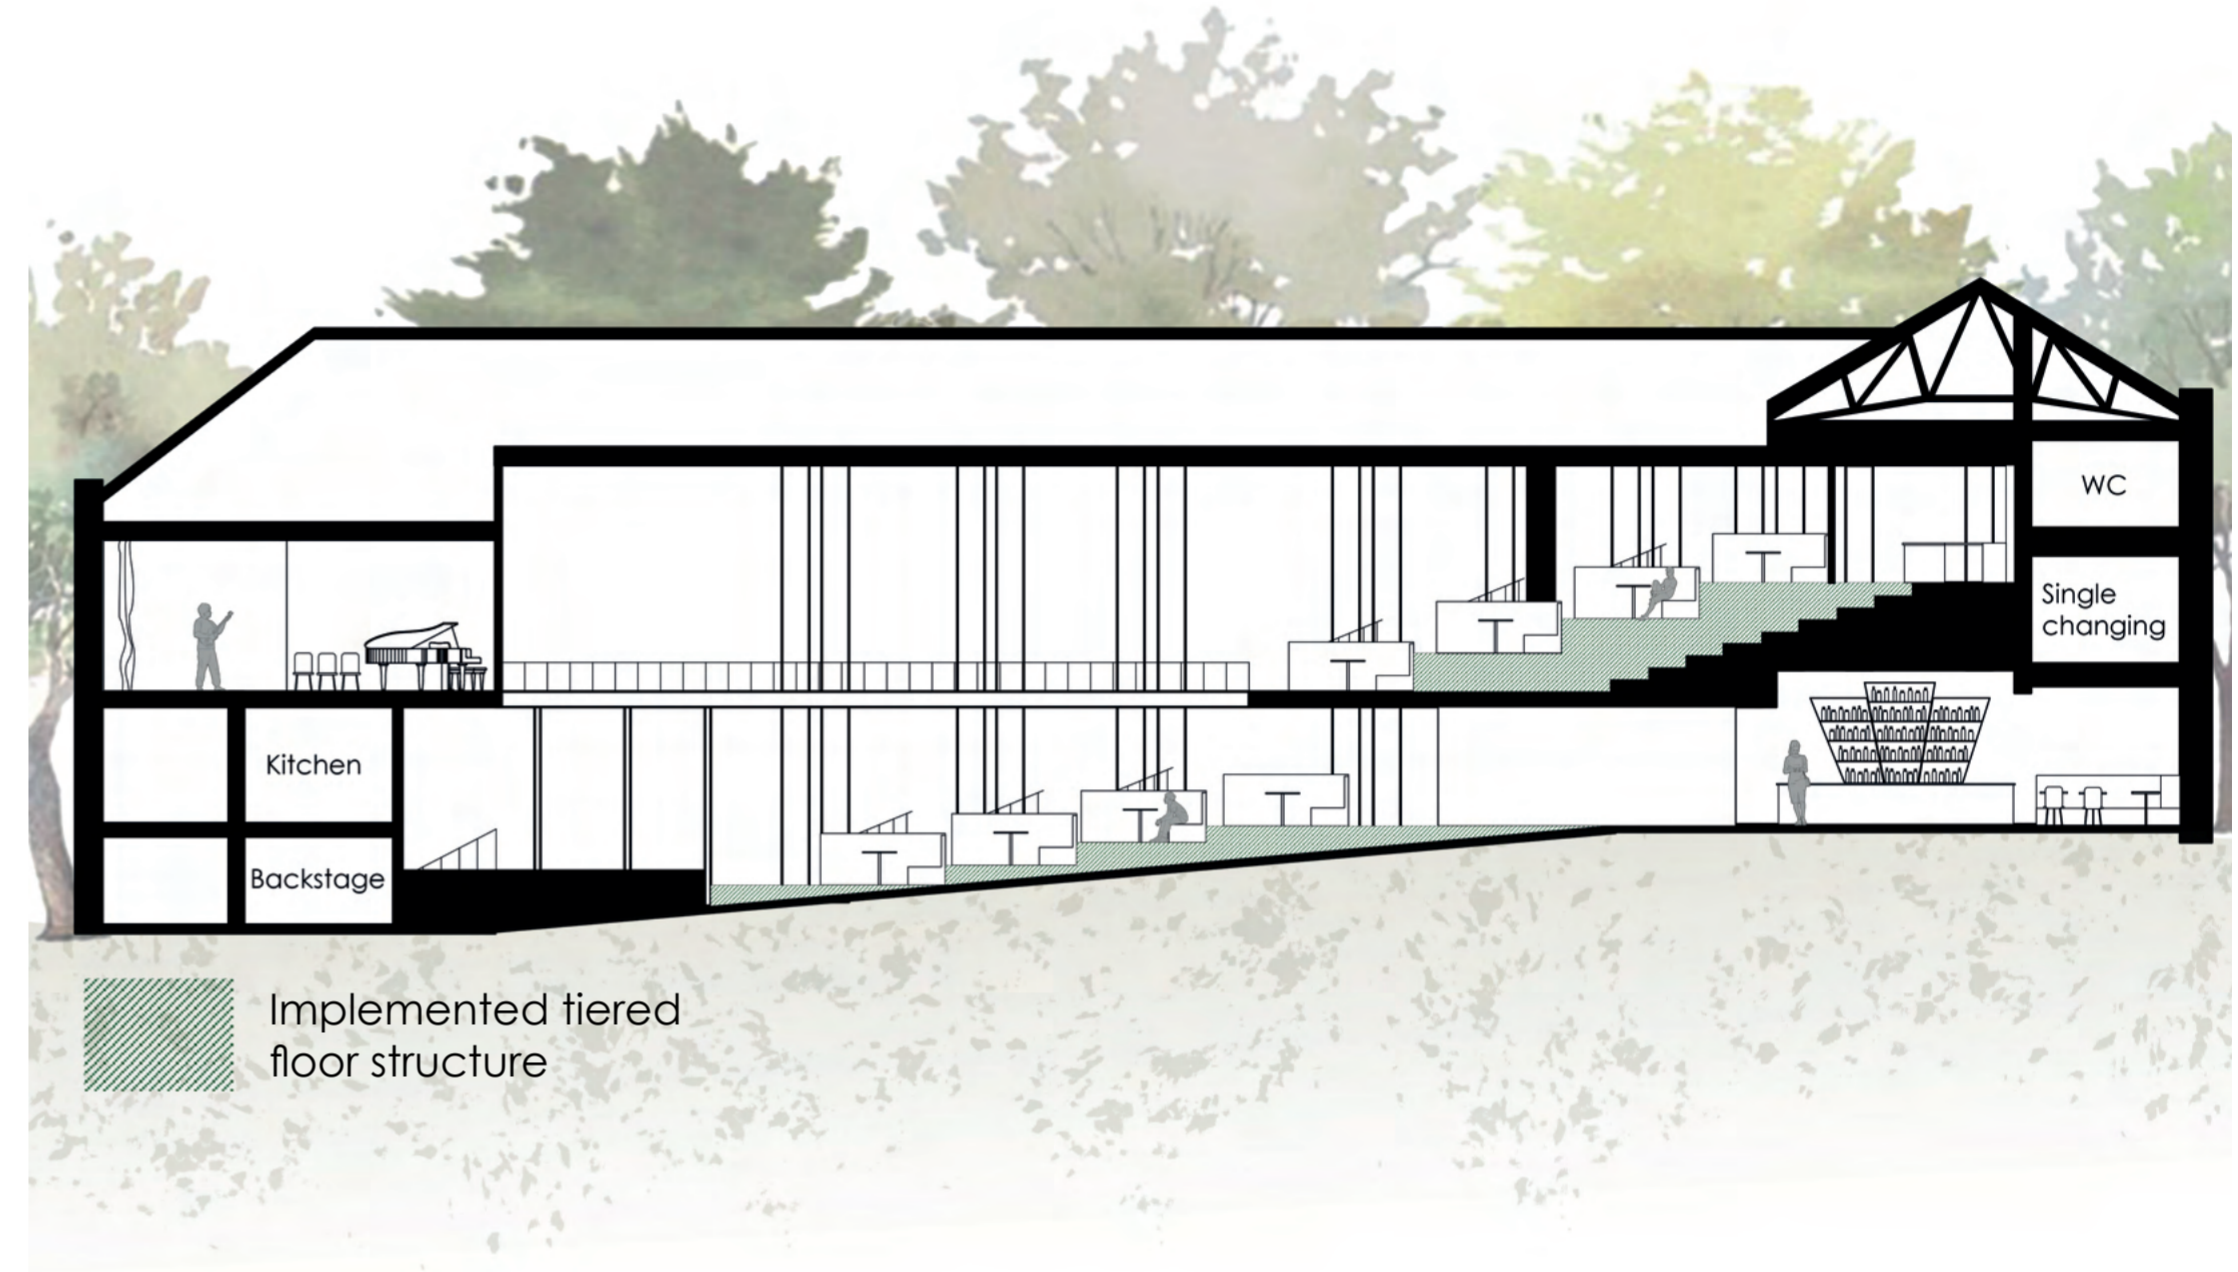 WC
Single
changing
Kitchen
Backstage
Implemented tiered
floor structure